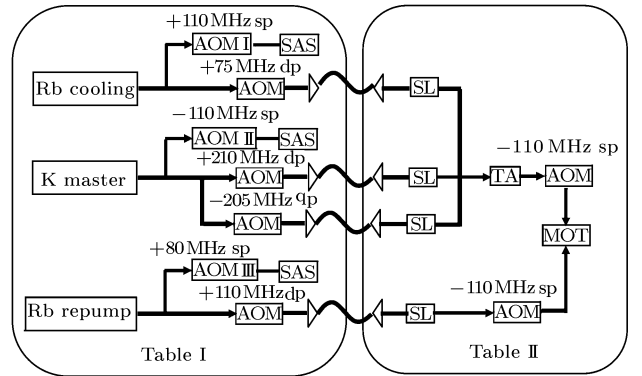 +110 MHz sp
AOM Ⅰ
SAS
+75 MHz dp
Rb cooling
AOM
SL
−110 MHz sp
AOM Ⅱ
SAS
+210 MHz dp
K master
AOM
SL
−110 MHz sp
TA
AOM
−205 MHz qp
AOM
SL
MOT
+80 MHz sp
AOM Ⅲ
SAS
+110 MHz dp
Rb repump
AOM
SL
−110 MHz sp
AOM
Table Ⅰ
Table Ⅱ